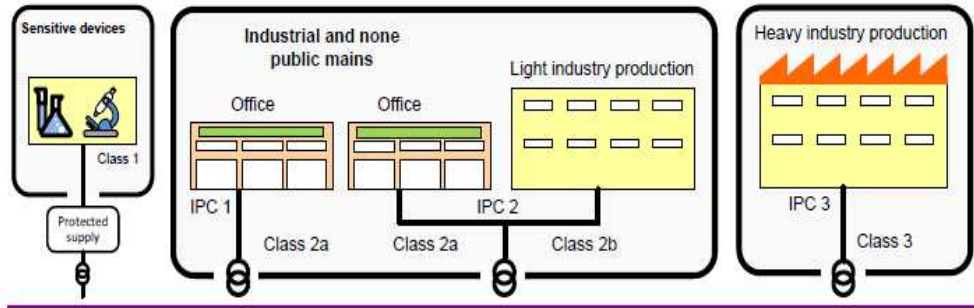 Sensitive devices
Class 1
Protected
supply
Industrial and none
public mains
Office
Office
Light industry production
IPC 1
IPC 2
Class 2a
Class 2a
Class 2b
Heavy industry production
IPC 3
Class 3